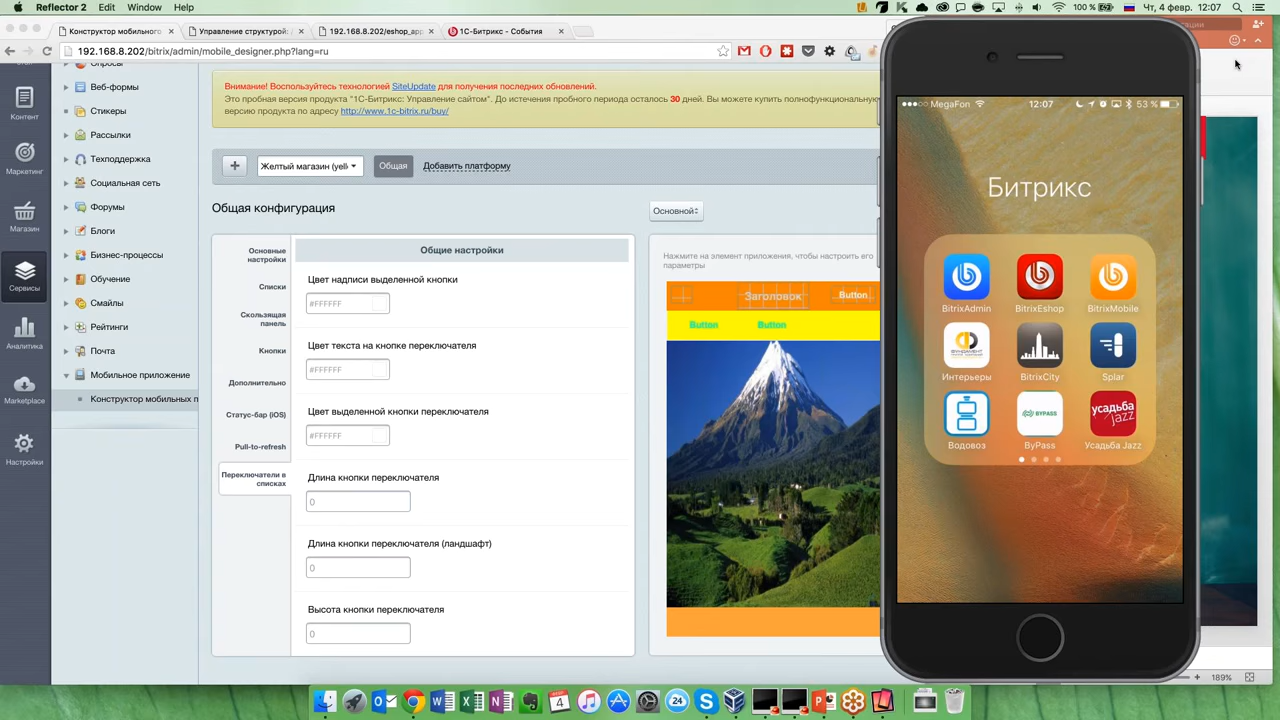 Reflector 2 Edit Window Help
100 % Чт, 4 февр. 12:07
Конструктор мобильного
Управление структурой:
192.168.8.202/eshop_app
1С-Битрикс - События
192.168.8.202/bitrix/admin/mobile_designer.php?lang=ru
Контент
Маркетинг
Магазин
Сервисы
Аналитика
Marketplace
Настройки
Опросы
Веб-формы
Стикеры
Рассылки
Техподдержка
Социальная сеть
Форумы
Блоги
Бизнес-процессы
Обучение
Смайлы
Рейтинги
Почта
Мобильное приложение
Конструктор мобильных п
Внимание! Воспользуйтесь технологией SiteUpdate для получения последних обновлений.
Это пробная версия продукта "1С-Битрикс: Управление сайтом". До истечения пробного периода осталось 30 дней. Вы можете купить полнофункциональную
версию продукта по адресу http://www.1c-bitrix.ru/buy/
+ Желтый магазин (yell Общая Добавить платформу
Общая конфигурация
Основной
Основные
настройки
Списки
Скользящая
панель
Кнопки
Дополнительно
Статус-бар (iOS)
Pull-to-refresh
Переключатели в
списках
Общие настройки
Цвет надписи выделенной кнопки
#FFFFFF
Цвет текста на кнопке переключателя
#FFFFFF
Цвет выделенной кнопки переключателя
#FFFFFF
Длина кнопки переключателя
0
Длина кнопки переключателя (ландшафт)
0
Высота кнопки переключателя
0
Нажмите на элемент приложения, чтобы настроить его
параметры
Заголовок Button
Button Button
MegaFon 12:07 53 %
Битрикс
BitrixAdmin BitrixEshop BitrixMobile
ФУНДАМЕНТ
Интерьеры BitrixCity Splar
BYPASS
усадьба
jazz
Водовоз ByPass Усадьба Jazz
189%
4
24